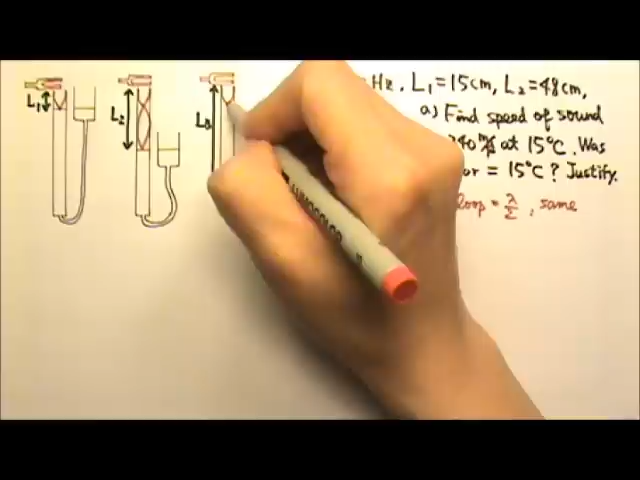 L₁
L₂
L₃
Hz. L₁ = 15cm, L₂ = 48cm,
a) Find speed of sound
340 m/s at 15°C. Was
or = 15°C? Justify.
loop = λ/2, same